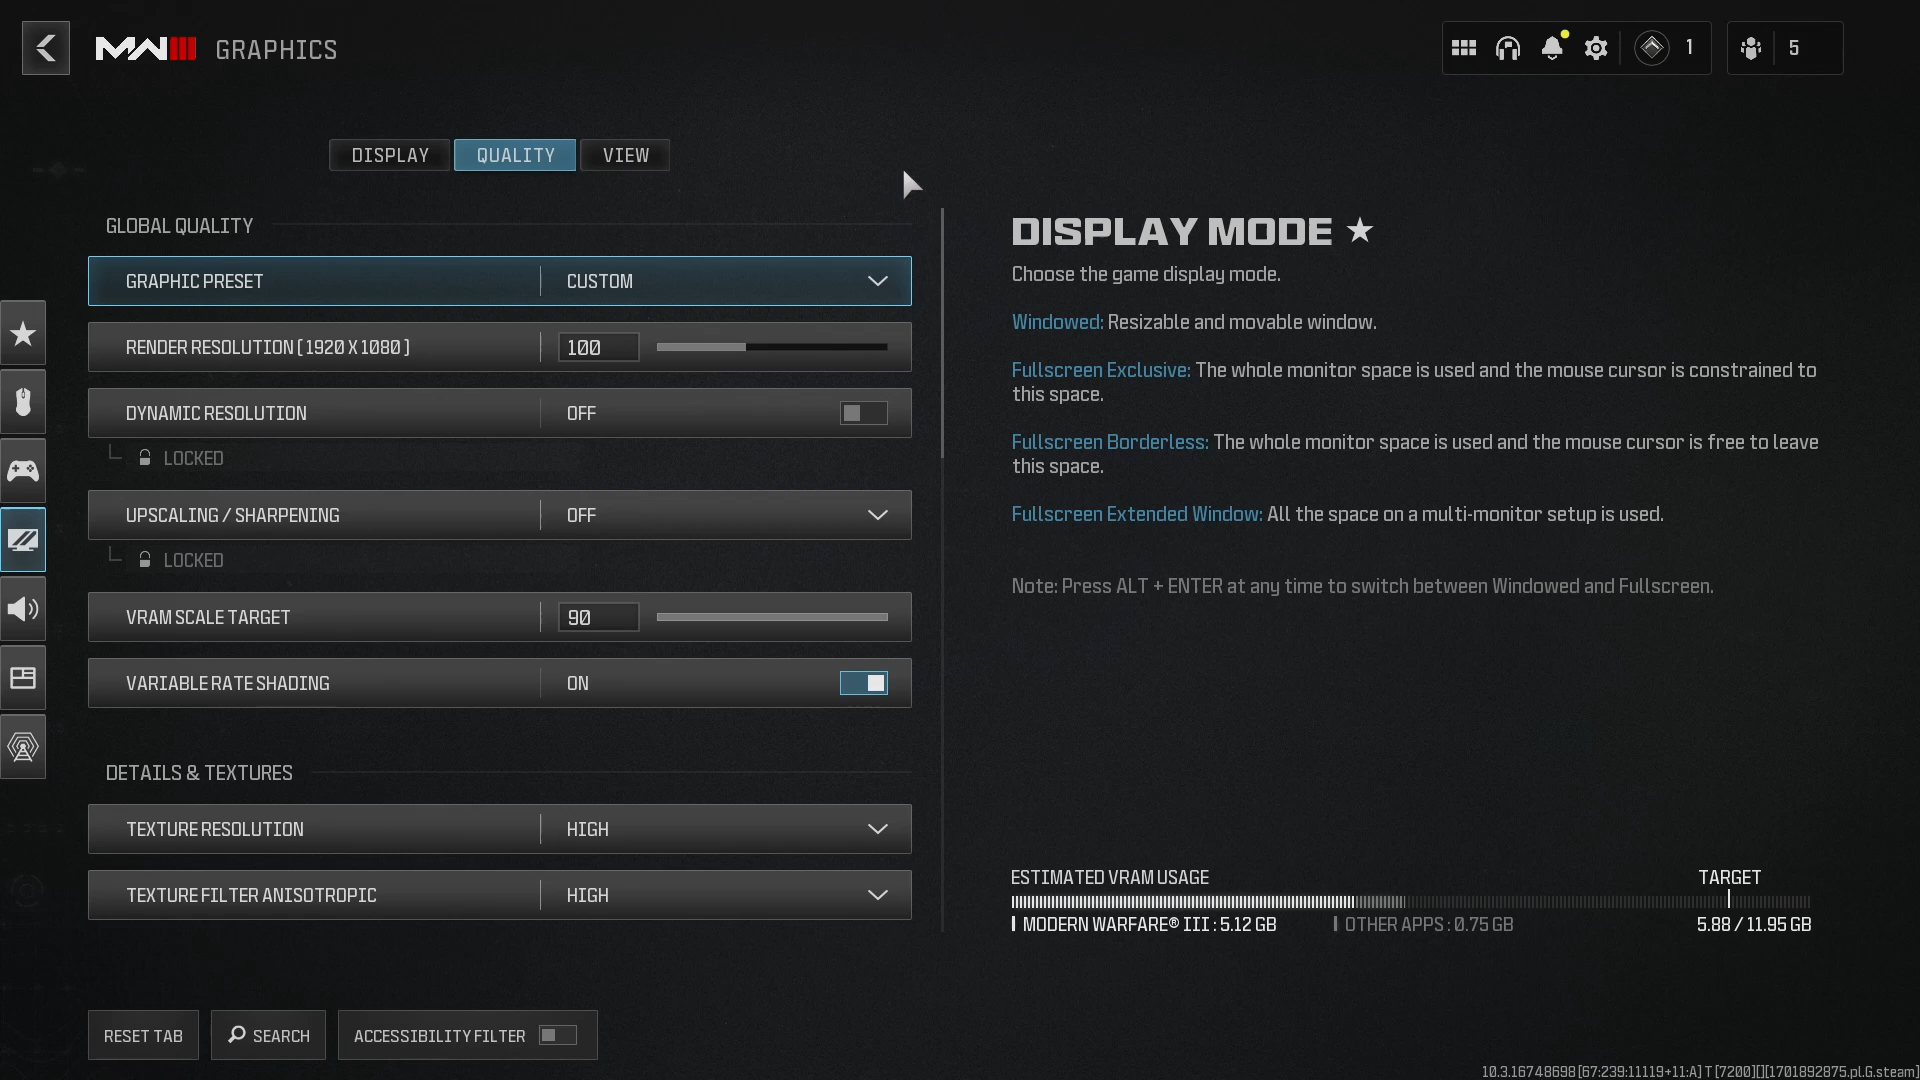 MWIII GRAPHICS
1
5
DISPLAY QUALITY VIEW
GLOBAL QUALITY
GRAPHIC PRESET CUSTOM
RENDER RESOLUTION [ 1920 X 1080 ] 100
DYNAMIC RESOLUTION OFF
LOCKED
UPSCALING / SHARPENING OFF
LOCKED
VRAM SCALE TARGET 90
VARIABLE RATE SHADING ON
DETAILS & TEXTURES
TEXTURE RESOLUTION HIGH
TEXTURE FILTER ANISOTROPIC HIGH
DISPLAY MODE
Choose the game display mode.
Windowed: Resizable and movable window.
Fullscreen Exclusive: The whole monitor space is used and the mouse cursor is constrained to
this space.
Fullscreen Borderless: The whole monitor space is used and the mouse cursor is free to leave
this space.
Fullscreen Extended Window: All the space on a multi-monitor setup is used.
Note: Press ALT + ENTER at any time to switch between Windowed and Fullscreen.
ESTIMATED VRAM USAGE TARGET
MODERN WARFARE® III : 5.12 GB OTHER APPS : 0.75 GB 5.88 / 11.95 GB
RESET TAB SEARCH ACCESSIBILITY FILTER
10.3.16748698 [67:239:11119+11:A] T [7200][][1701892875.pl.G.steam]